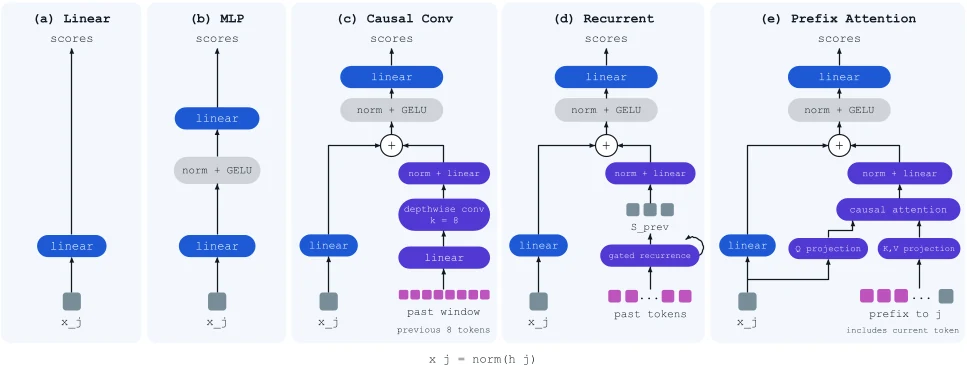 (a) Linear
scores
linear
linear
x_j
(b) MLP
scores
linear
norm + GELU
linear
x_j
(c) Causal Conv
scores
linear
norm + GELU
+
norm + linear
depthwise conv
k = 8
linear
linear
x_j
past window
previous 8 tokens
(d) Recurrent
scores
linear
norm + GELU
+
norm + linear
S_prev
linear
gated recurrence
...
x_j
past tokens
(e) Prefix Attention
scores
linear
norm + GELU
+
norm + linear
causal attention
linear
Q projection
K,V projection
...
x_j
prefix to j
includes current token
x j = norm(h j)